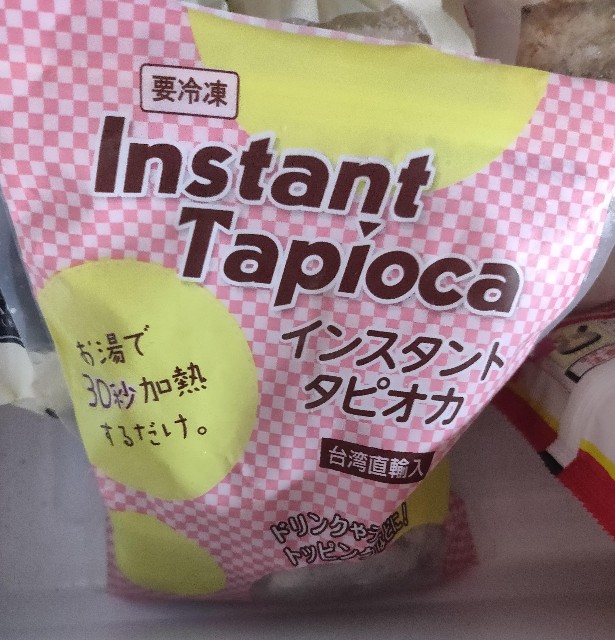 要冷凍
Instant
Tapioca
インスタント
タピオカ
お湯で
30秒加熱
するだけ。
台湾直輸入
ドリンクや
トッピン